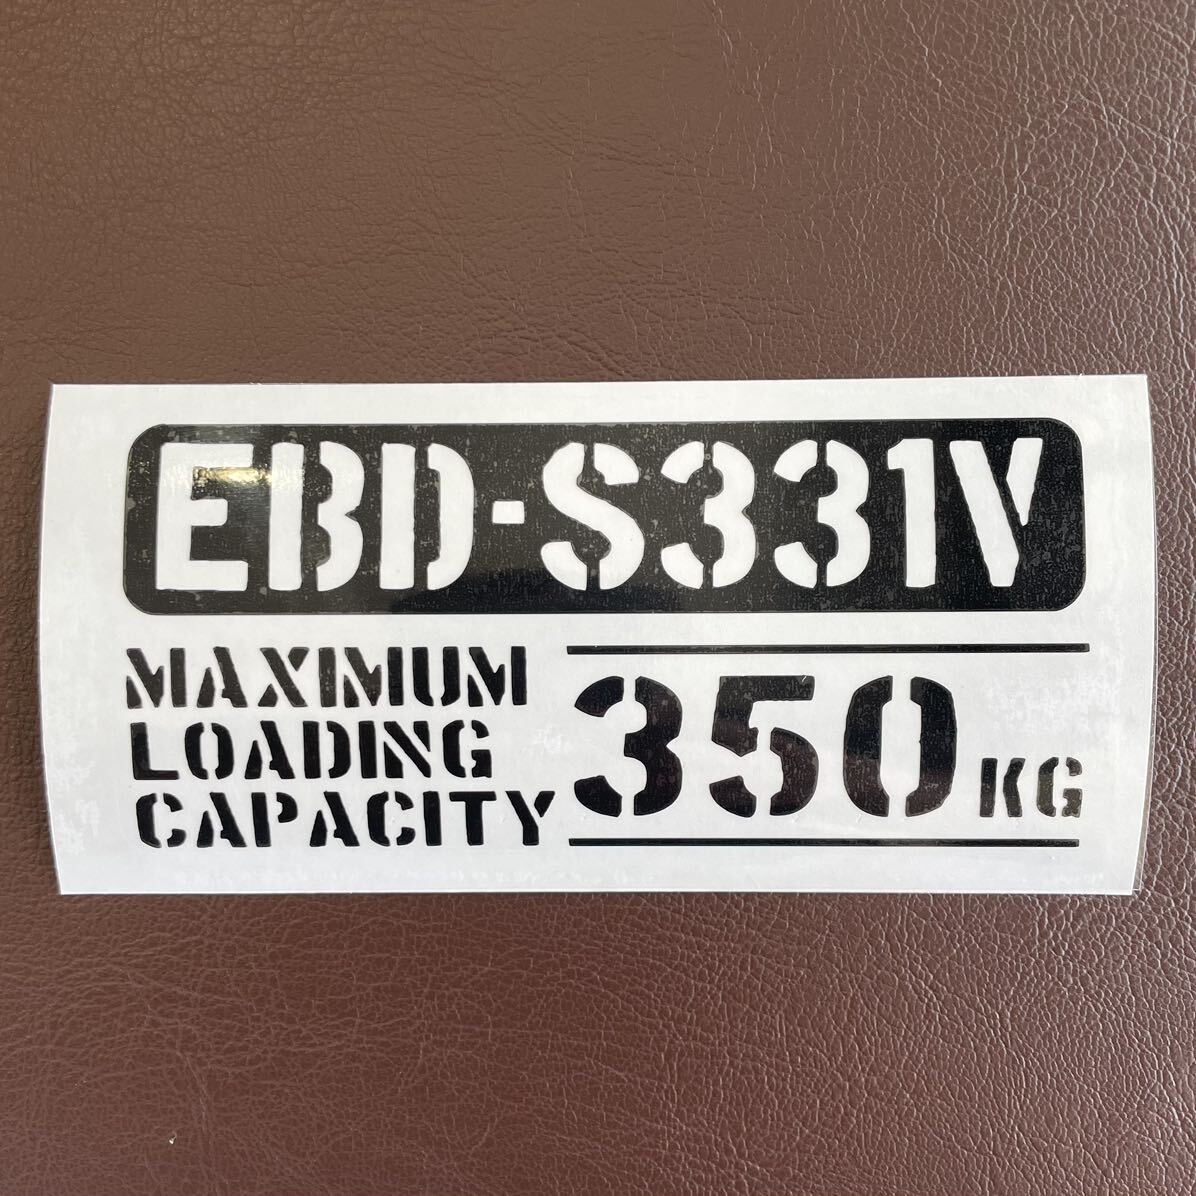 EBD-S331V
MAXIMUM
LOADING
CAPACITY
350KG